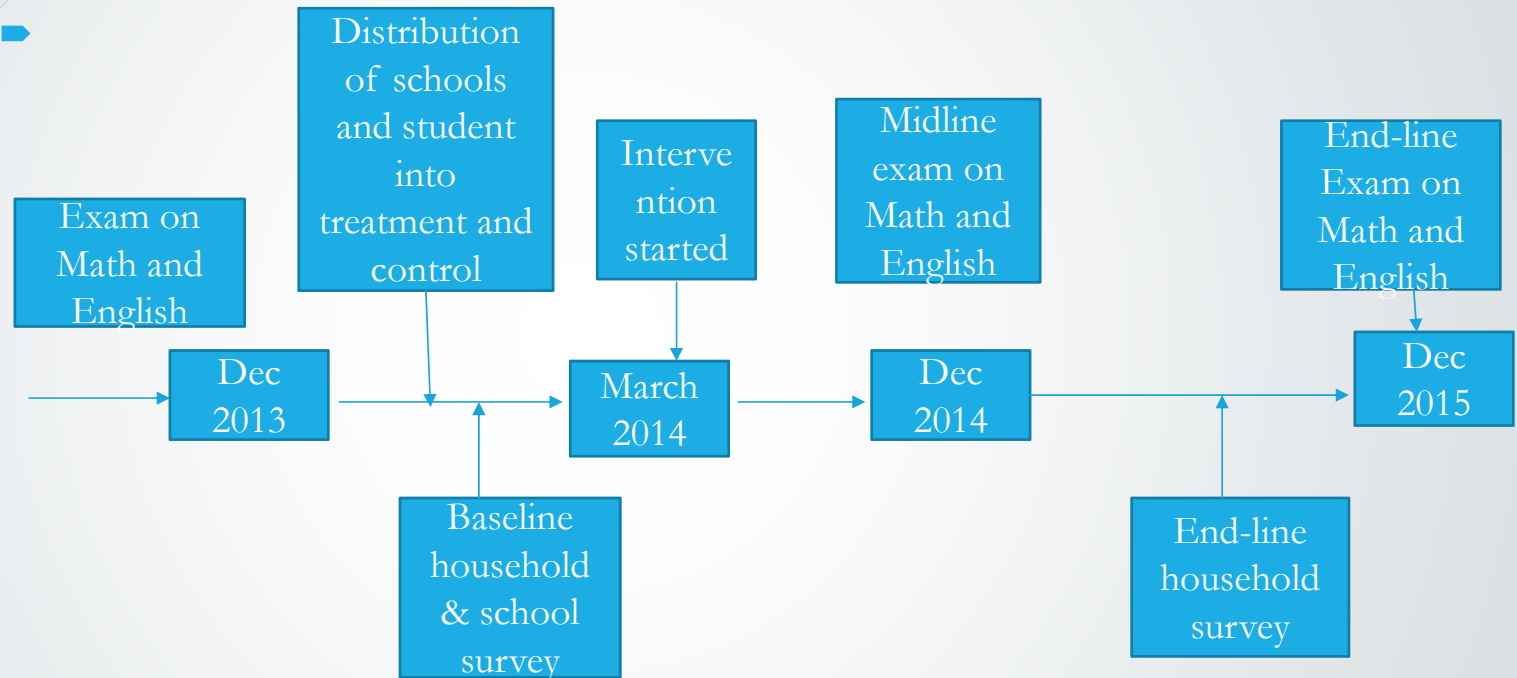 Distribution
of schools
and student
into
treatment and
control
Interve
ntion
started
Midline
exam on
Math and
English
End-line
Exam on
Math and
English
Exam on
Math and
English
Dec
2013
March
2014
Dec
2014
Dec
2015
Baseline
household
& school
survey
End-line
household
survey